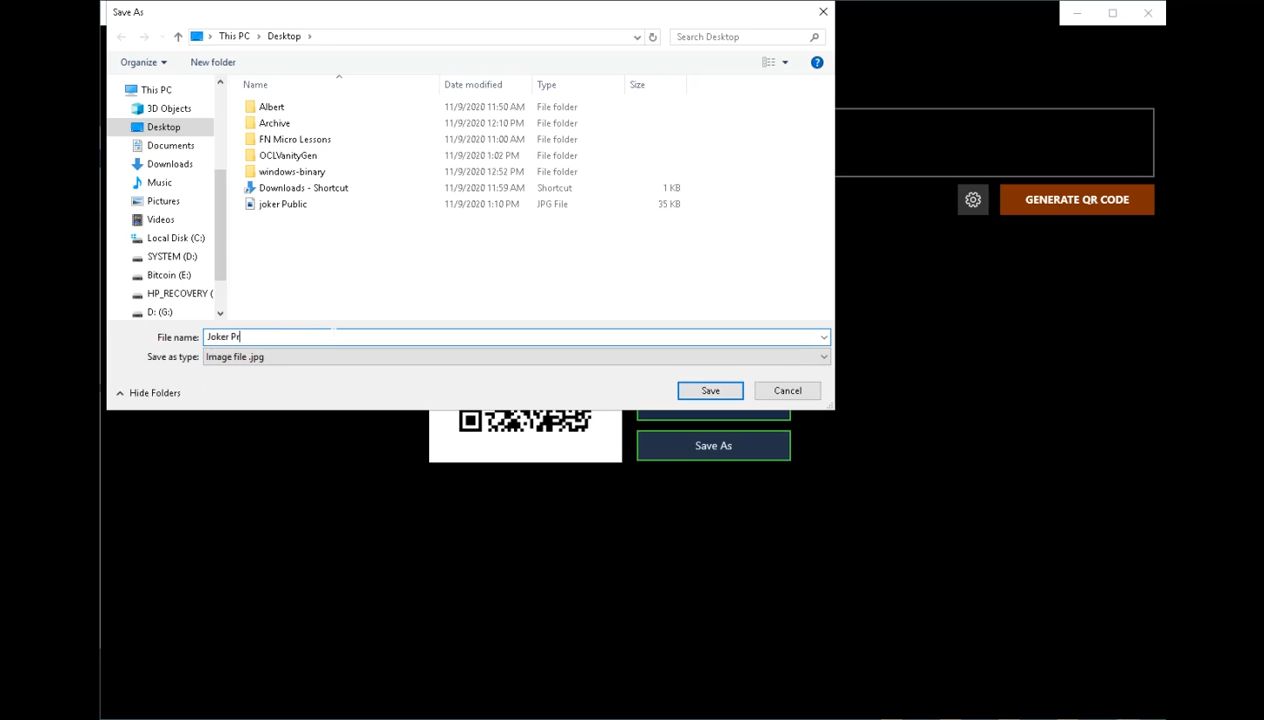 Save As
This PC
Desktop
Search Desktop
Organize
New folder
Name
Date modified
Type
Size
This PC
3D Objects
Desktop
Documents
Downloads
Music
Pictures
Videos
Local Disk (C:)
SYSTEM (D:)
Bitcoin (E:)
HP_RECOVERY (
D: (G:)
Albert 11/9/2020 11:50 AM File folder
Archive 11/9/2020 12:10 PM File folder
FN Micro Lessons 11/9/2020 11:00 AM File folder
OCLVanityGen 11/9/2020 1:02 PM File folder
windows-binary 11/9/2020 12:52 PM File folder
Downloads - Shortcut 11/9/2020 11:59 AM Shortcut 1 KB
joker Public 11/9/2020 1:10 PM JPG File 35 KB
File name: Joker Pr
Save as type: Image file .jpg
Hide Folders
Save
Cancel
GENERATE QR CODE
Save As